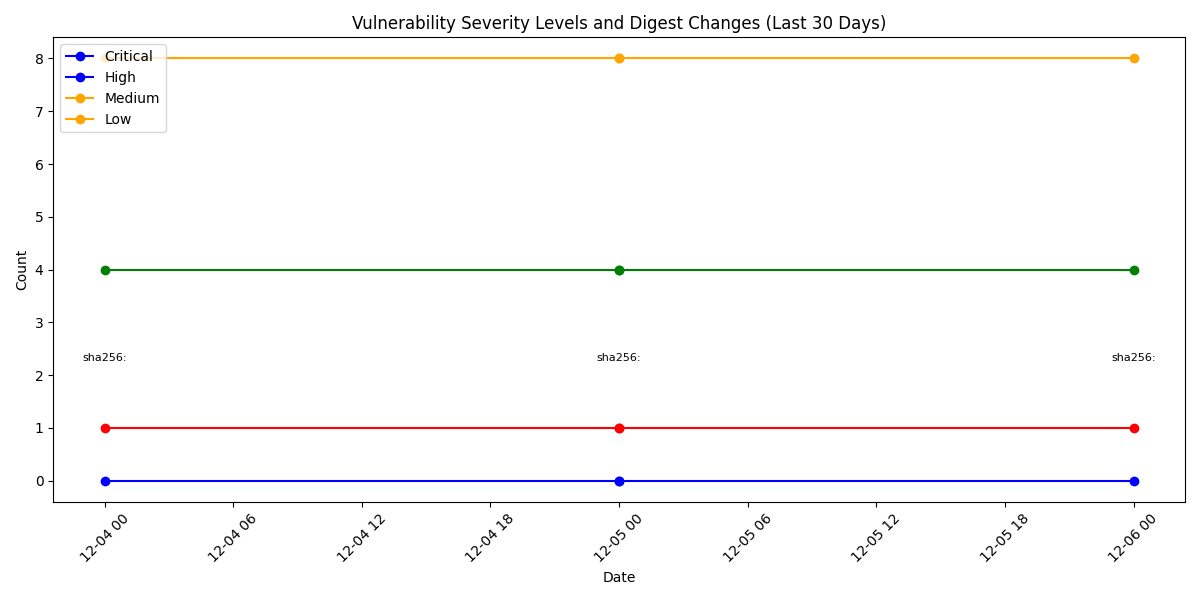 Vulnerability Severity Levels and Digest Changes (Last 30 Days)
Critical
High
Medium
Low
8
7
6
5
4
3
2
1
0
Count
sha256:
sha256:
sha256:
12-04 00
12-04 06
12-04 12
12-04 18
12-05 00
12-05 06
12-05 12
12-05 18
12-06 00
Date